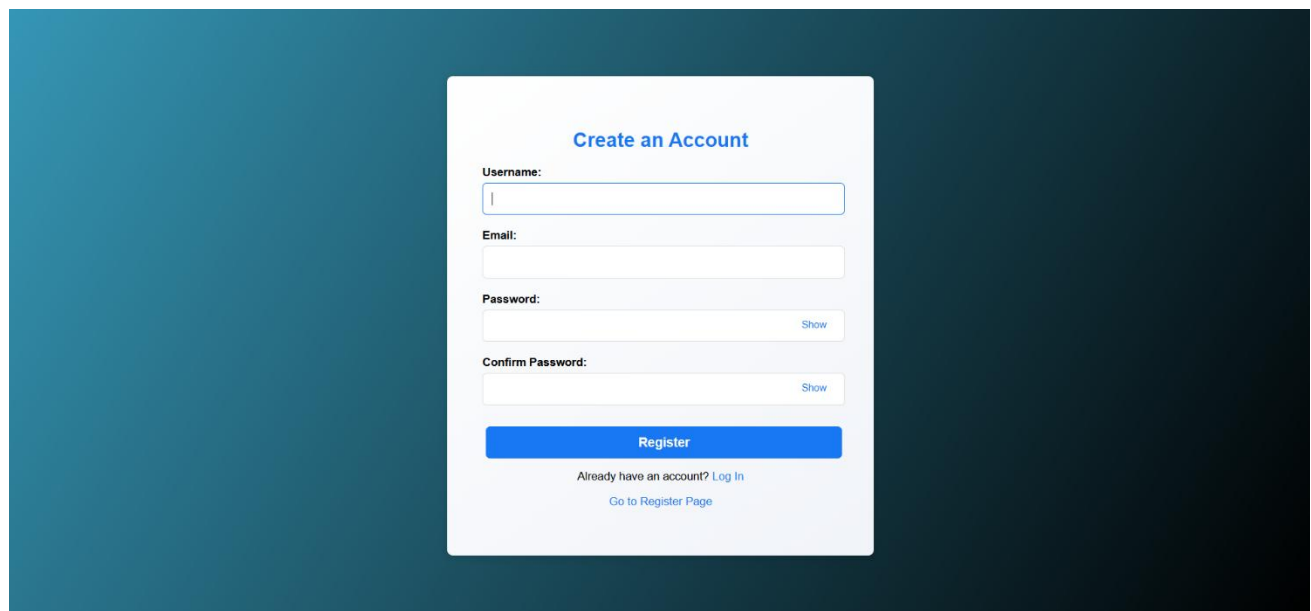 Create an Account
Username:
Email:
Password:
Show
Confirm Password:
Show
Register
Already have an account? Log In
Go to Register Page